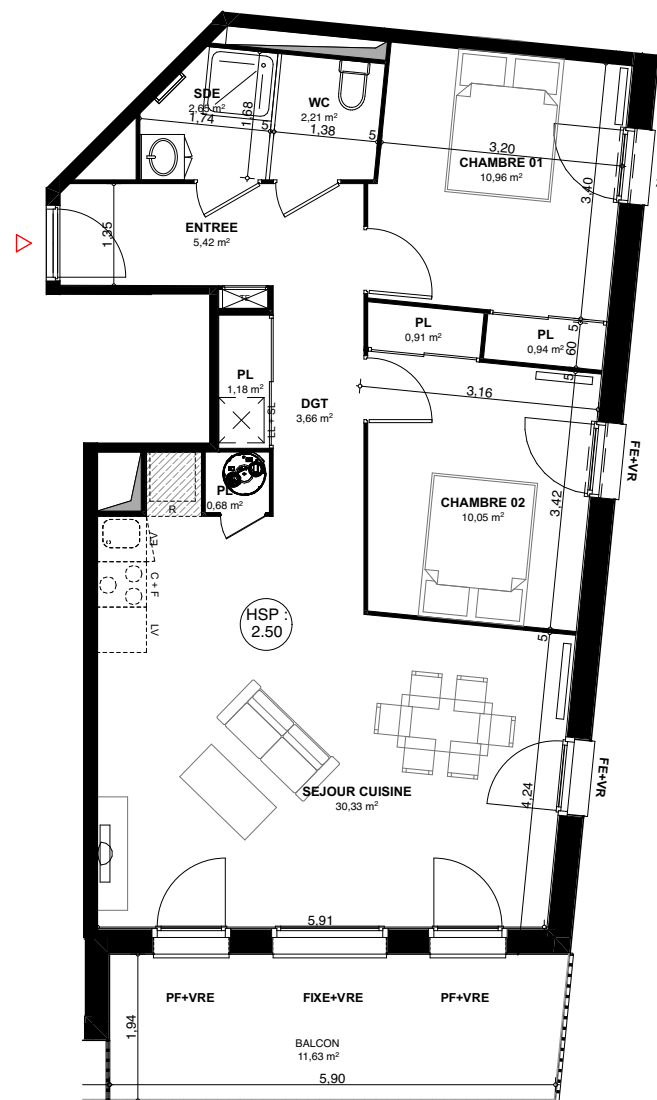 SDE
2,65 m²
1,74
1,68
5
WC
2,21 m²
1,38
5
3,20
CHAMBRE 01
10,96 m²
3,40
ENTREE
5,42 m²
1,35
PL
0,91 m²
PL
0,94 m²
5
60
5
PL
1,18 m²
LL + SL
DGT
3,66 m²
3,16
FE+VR
CHAMBRE 02
10,05 m²
3,42
PL
0,68 m²
R
EV
C + F
LV
HSP :
2.50
5
SEJOUR CUISINE
30,33 m²
4,24
FE+VR
5,91
PF+VRE
FIXE+VRE
PF+VRE
1,94
BALCON
11,63 m²
5,90